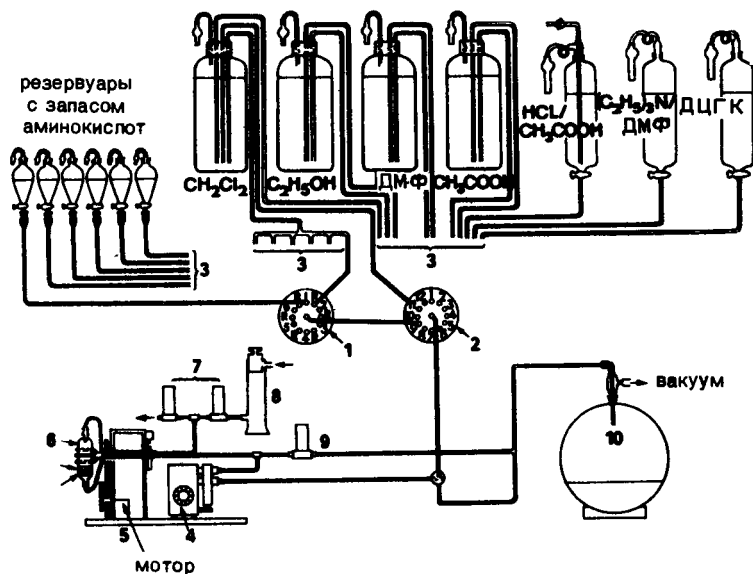 резервуары
с запасом
аминокислот
CH₂Cl₂
C₂H₅OH
ДМФ
CH₃COOH
HCL/
CH₂COOH
(C₂H₅)₃N/
ДМФ
ДЦГК
3
3
3
1
2
7
8
6
9
вакуум
10
5
4
мотор